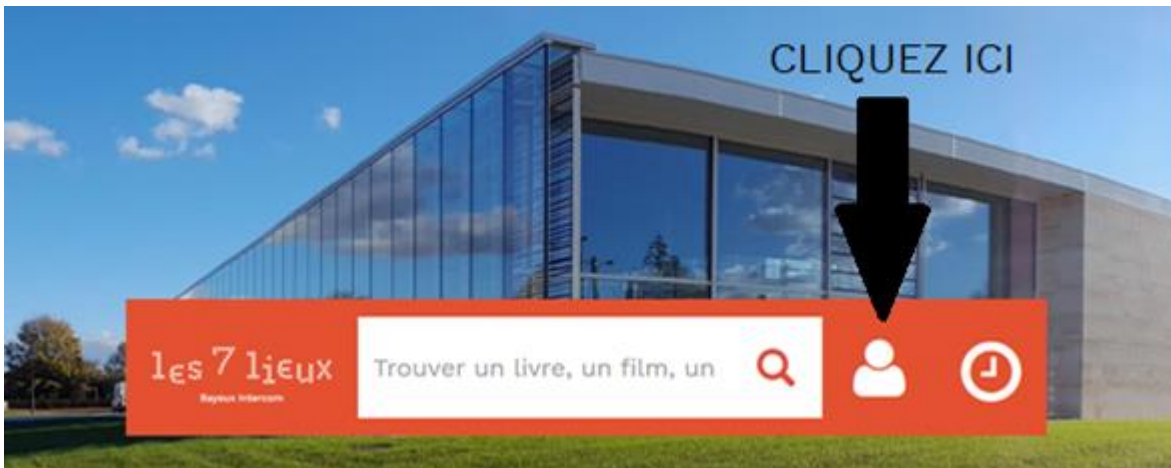 CLIQUEZ ICI
les 7 lieux
Bayeux Intercom
Trouver un livre, un film, un